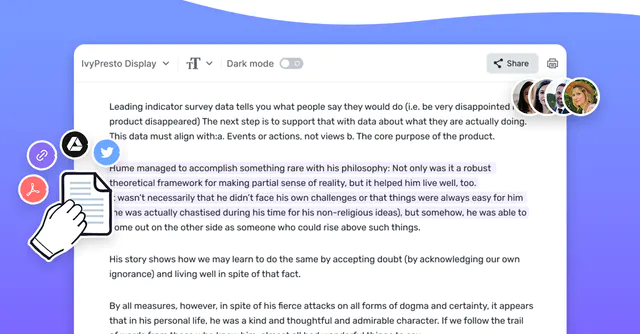 IvyPresto Display
TT
Dark mode
Share
Leading indicator survey data tells you what people say they would do (i.e. be very disappointed
product disappeared) The next step is to support that with data about what they are actually doing.
This data must align with:a. Events or actions, not views b. The core purpose of the product.
Hume managed to accomplish something rare with his philosophy: Not only was it a robust
theoretical framework for making partial sense of reality, but it helped him live well, too.
t wasn't necessarily that he didn't face his own challenges or that things were always easy for him
he was actually chastised during his time for his non-religious ideas), but somehow, he was able to
ome out on the other side as someone who could rise above such things.
His story shows how we may learn to do the same by accepting doubt (by acknowledging our own
ignorance) and living well in spite of that fact.
By all measures, however, in spite of his fierce attacks on all forms of dogma and certainty, it appears
that in his personal life, he was a kind and thoughtful and admirable character. If we follow the trail